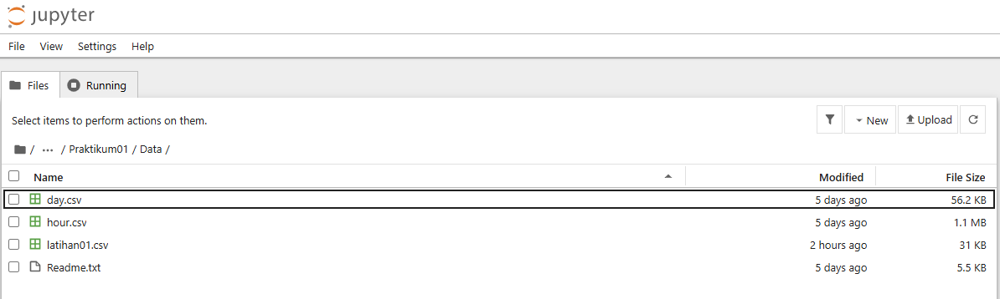 jupyter
File View Settings Help
Files Running
Select items to perform actions on them.
New Upload
/ ... / Praktikum01 / Data /
Name Modified File Size
day.csv 5 days ago 56.2 KB
hour.csv 5 days ago 1.1 MB
latihan01.csv 2 hours ago 31 KB
Readme.txt 5 days ago 5.5 KB